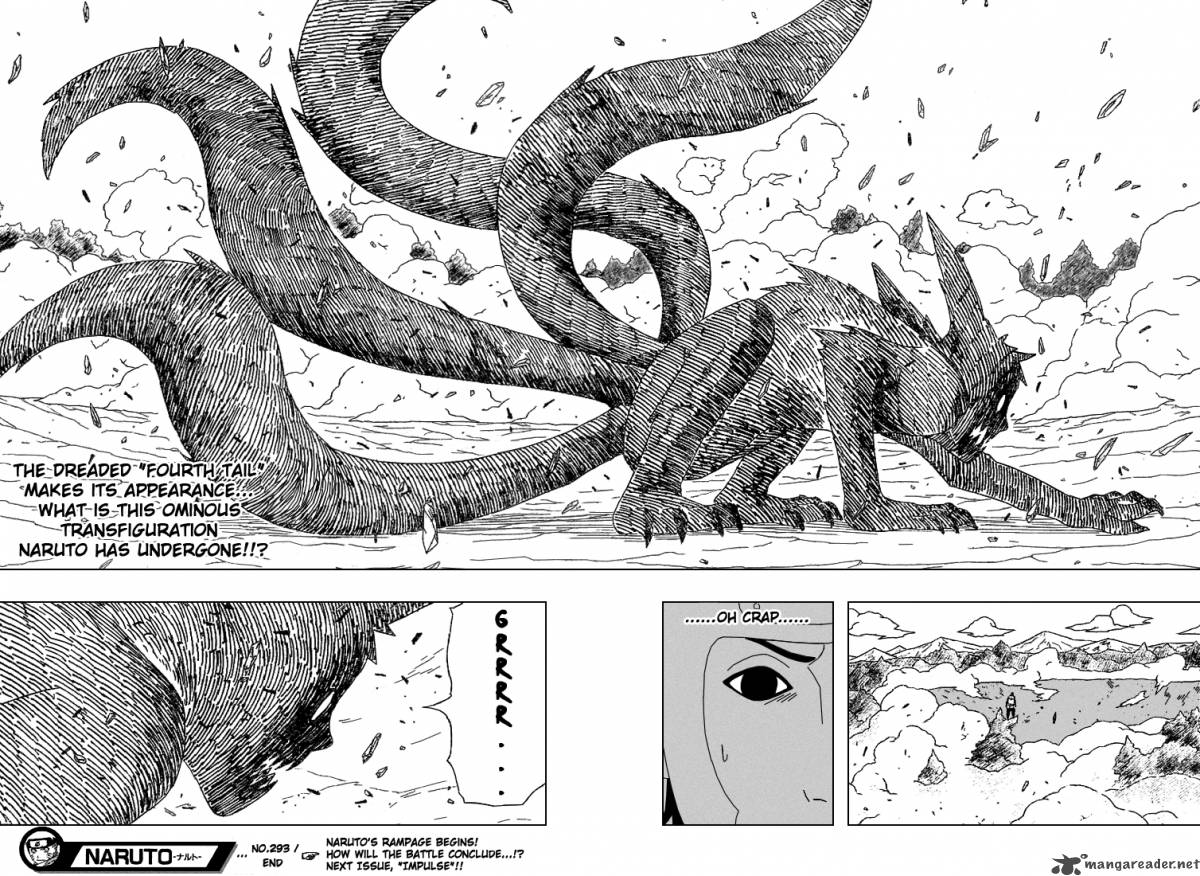 THE DREADED "FOURTH TAIL"
MAKES ITS APPEARANCE...
WHAT IS THIS OMINOUS
TRANSFIGURATION
NARUTO HAS UNDERGONE!!?
......OH CRAP......
GRRRR....
NARUTO -ナルト-
... NO.293 /
END
☞ NARUTO'S RAMPAGE BEGINS!
HOW WILL THE BATTLE CONCLUDE...!?
NEXT ISSUE, "IMPULSE"!!
mangareader.net